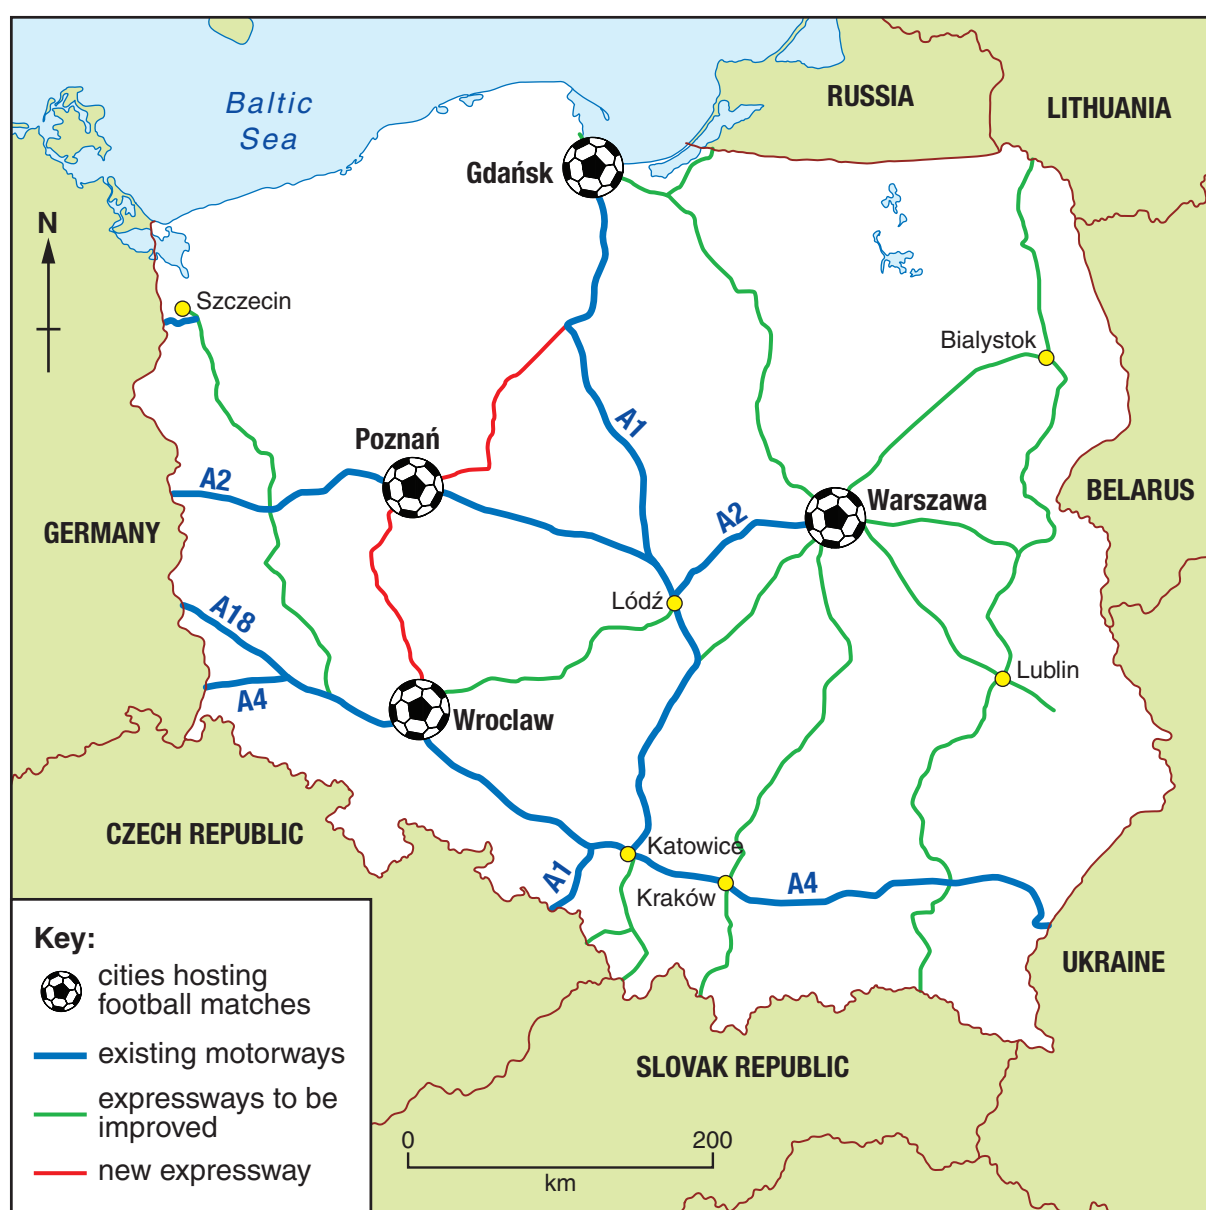 Baltic
Sea
RUSSIA
LITHUANIA
Gdańsk
N
Szczecin
Bialystok
A1
Poznań
A2
A2
Warszawa
BELARUS
GERMANY
Lódź
A18
Lublin
A4
Wroclaw
CZECH REPUBLIC
Katowice
A1
A4
Kraków
UKRAINE
SLOVAK REPUBLIC
Key:
cities hosting
football matches
existing motorways
expressways to be
improved
new expressway
0 200
km